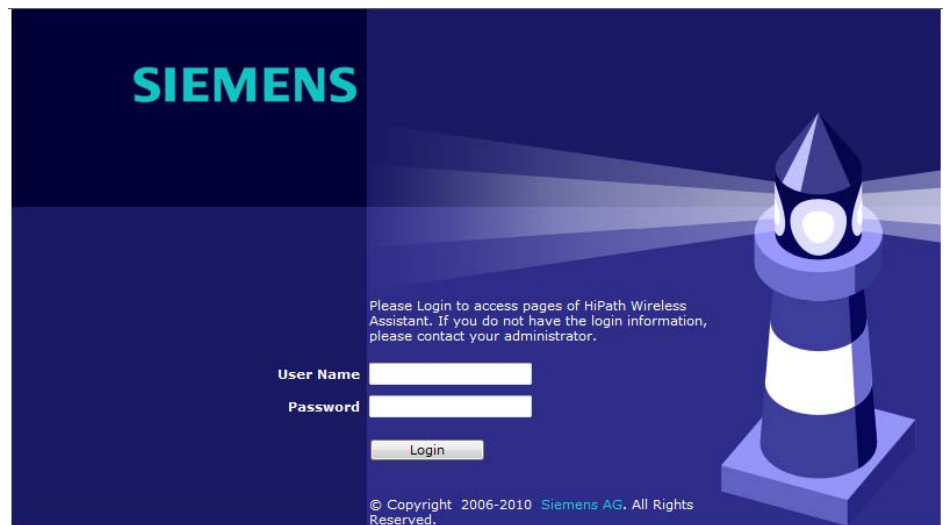 SIEMENS
Please Login to access pages of HiPath Wireless
Assistant. If you do not have the login information,
please contact your administrator.
User Name
Password
Login
© Copyright 2006-2010 Siemens AG. All Rights
Reserved.